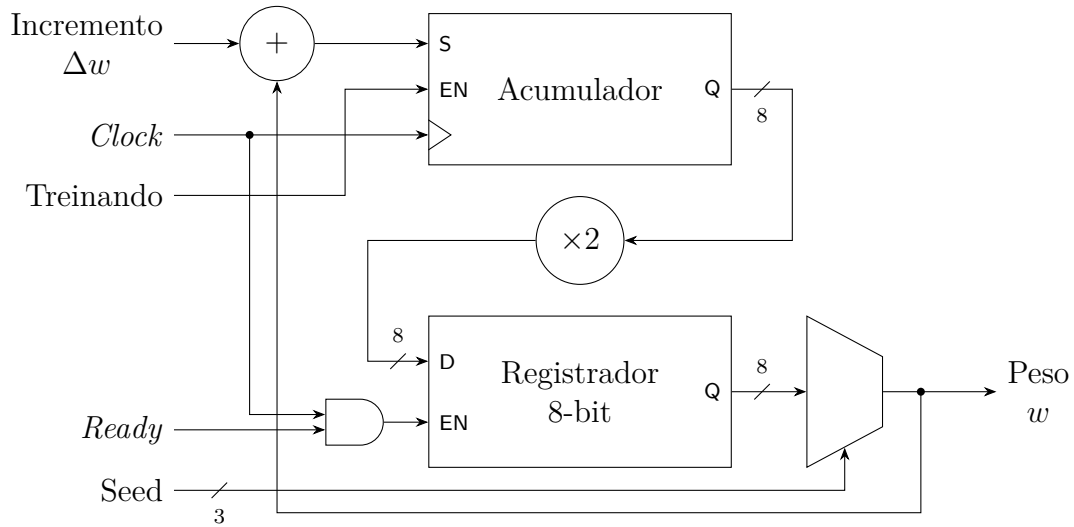 Incremento
Δw
+
S
EN
Acumulador
Q
8
Clock
Treinando
×2
8
D
Registrador
8-bit
Q
8
EN
Peso
w
Ready
Seed
3